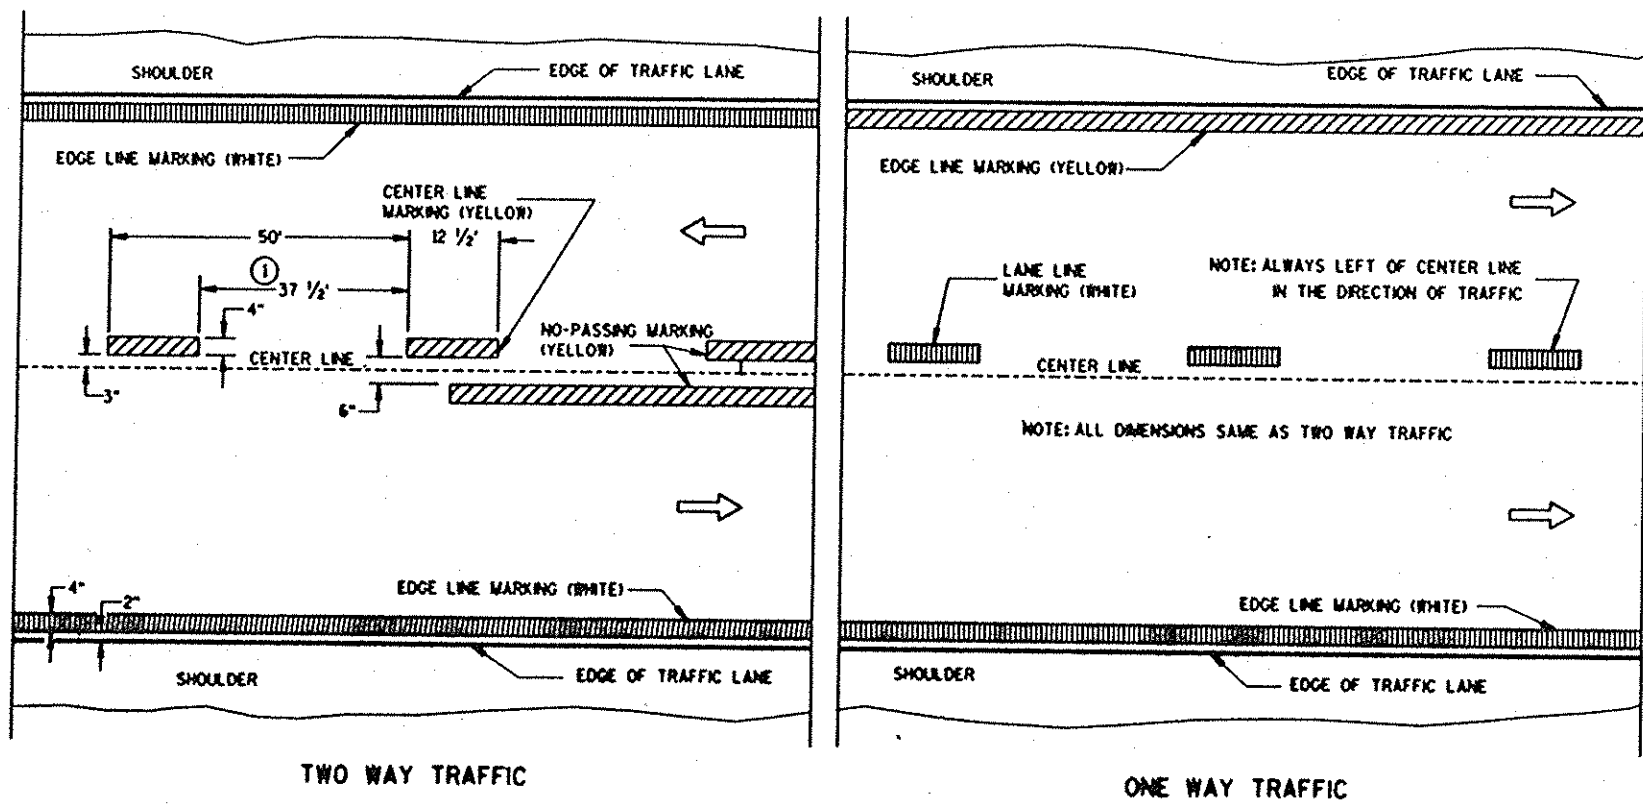 SHOULDER
EDGE OF TRAFFIC LANE
EDGE LINE MARKING (WHITE)
CENTER LINE
MARKING (YELLOW)
50'
12 1/2'
1
37 1/2'
4"
NO-PASSING MARKING
(YELLOW)
CENTER LINE
3"
6"
EDGE LINE MARKING (WHITE)
4"
2"
SHOULDER
EDGE OF TRAFFIC LANE
TWO WAY TRAFFIC
SHOULDER
EDGE OF TRAFFIC LANE
EDGE LINE MARKING (YELLOW)
LANE LINE
MARKING (WHITE)
NOTE: ALWAYS LEFT OF CENTER LINE
IN THE DIRECTION OF TRAFFIC
CENTER LINE
NOTE: ALL DIMENSIONS SAME AS TWO WAY TRAFFIC
EDGE LINE MARKING (WHITE)
SHOULDER
EDGE OF TRAFFIC LANE
ONE WAY TRAFFIC